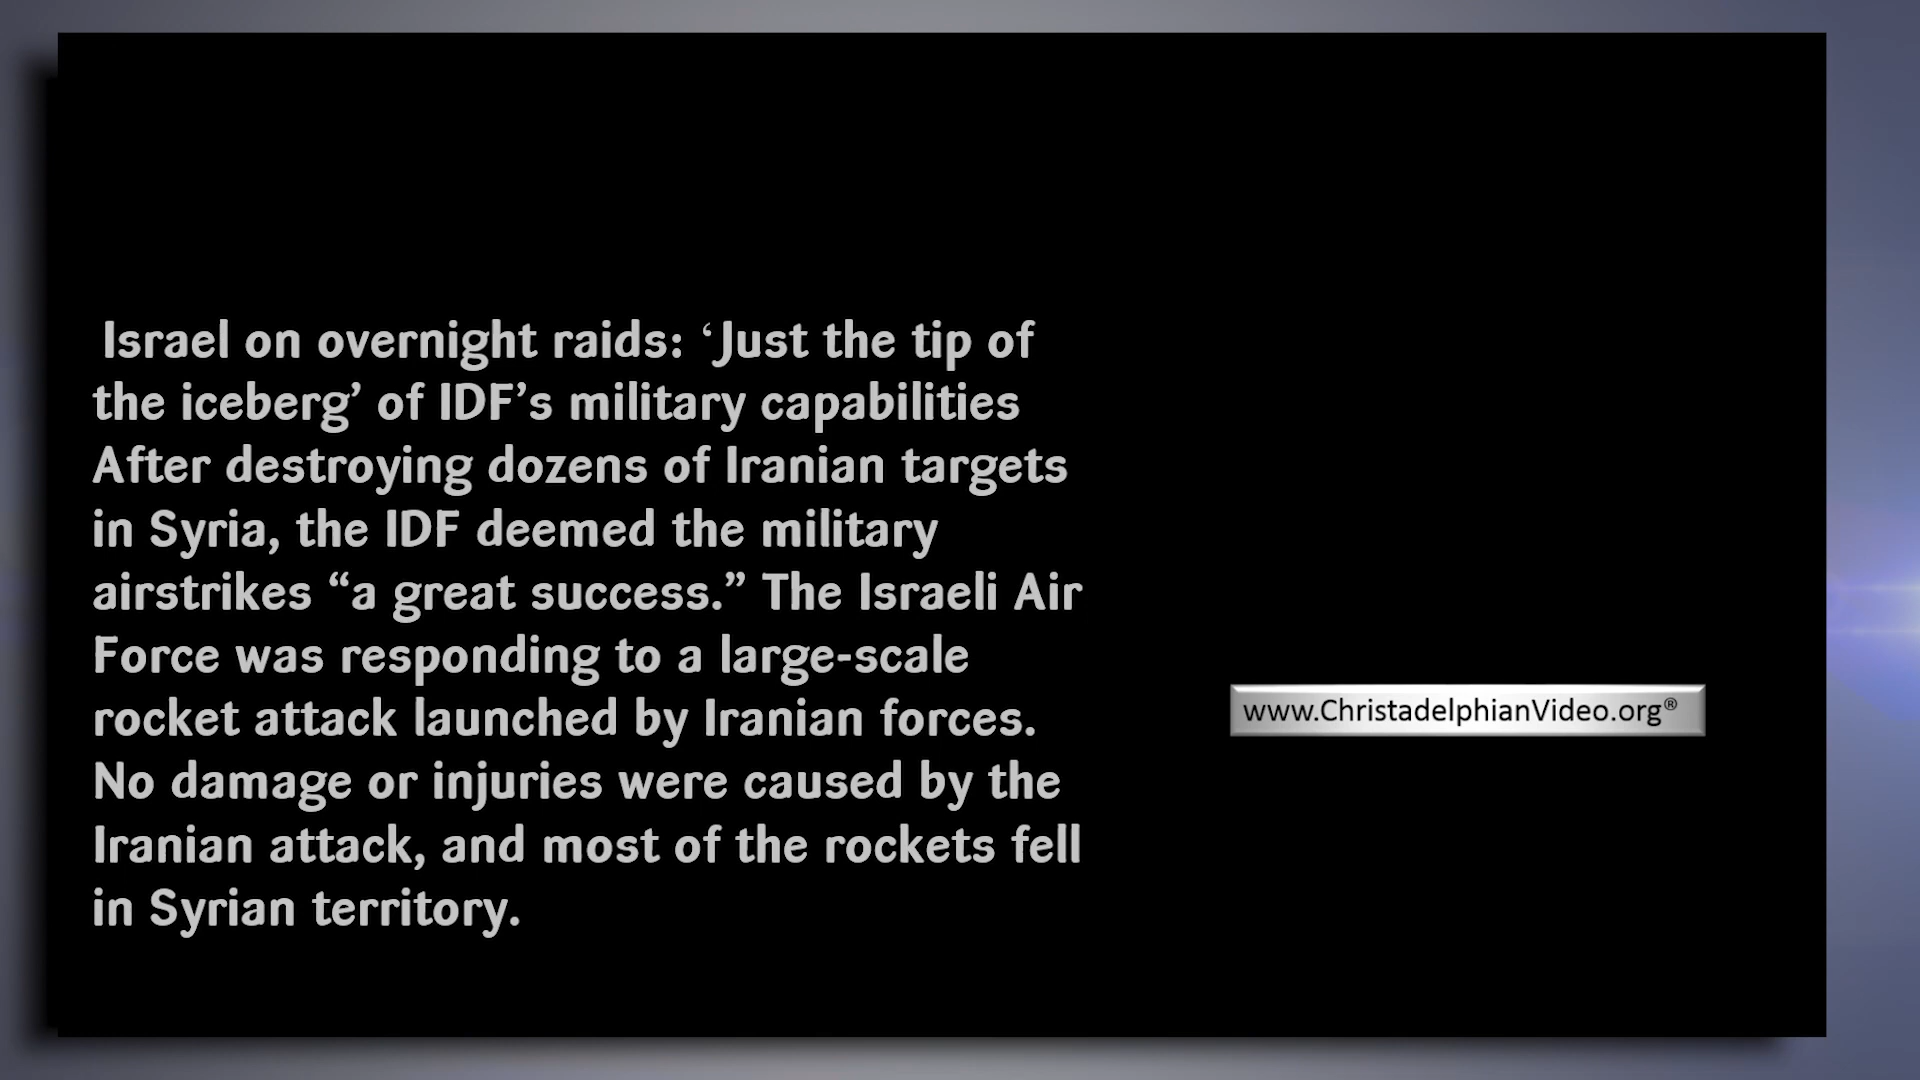 Israel on overnight raids: ‘Just the tip of
the iceberg’ of IDF’s military capabilities
After destroying dozens of Iranian targets
in Syria, the IDF deemed the military
airstrikes “a great success.” The Israeli Air
Force was responding to a large-scale
rocket attack launched by Iranian forces.
No damage or injuries were caused by the
Iranian attack, and most of the rockets fell
in Syrian territory.
www.ChristadelphianVideo.org®